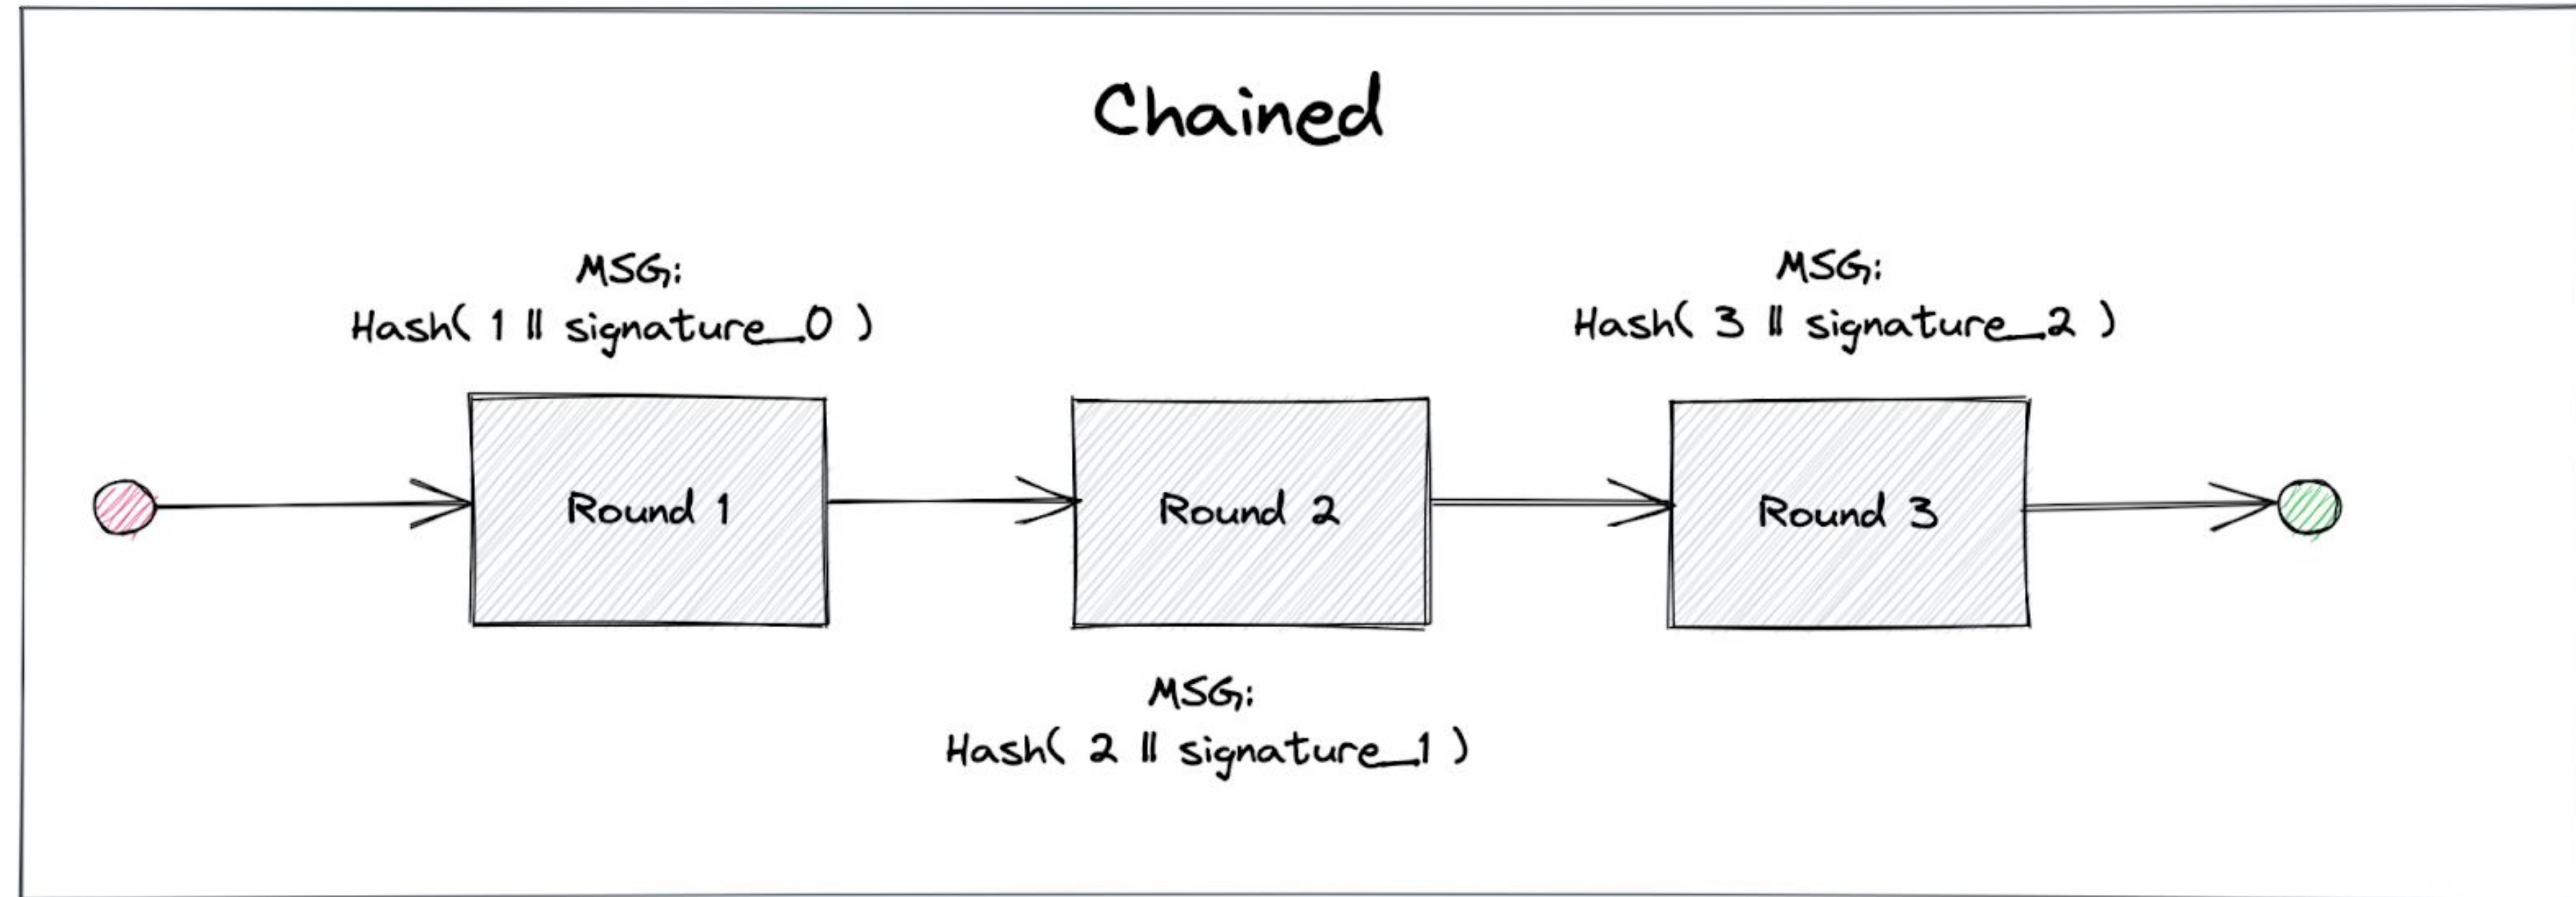 Chained
MSG:
Hash( 1 || signature_0 )
MSG:
Hash( 3 || signature_2 )
Round 1
Round 2
Round 3
MSG:
Hash( 2 || signature_1 )